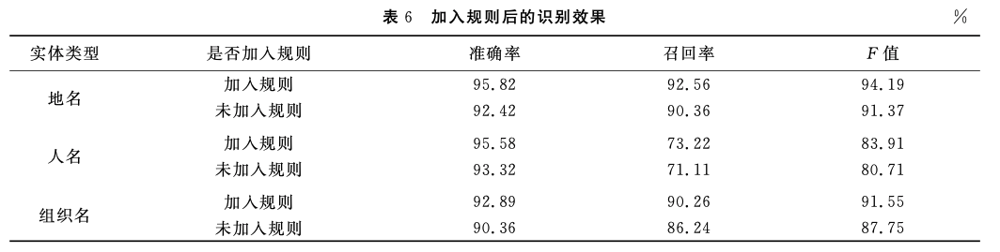 表 6 加入规则后的识别效果 %
实体类型 是否加入规则 准确率 召回率 F 值
地名 加入规则 95.82 92.56 94.19
未加入规则 92.42 90.36 91.37
人名 加入规则 95.58 73.22 83.91
未加入规则 93.32 71.11 80.71
组织名 加入规则 92.89 90.26 91.55
未加入规则 90.36 86.24 87.75